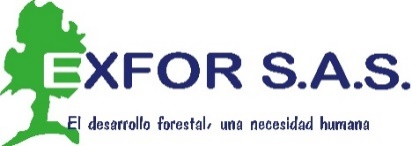 EXFOR S.A.S.
El desarrollo forestal, una necesidad humana